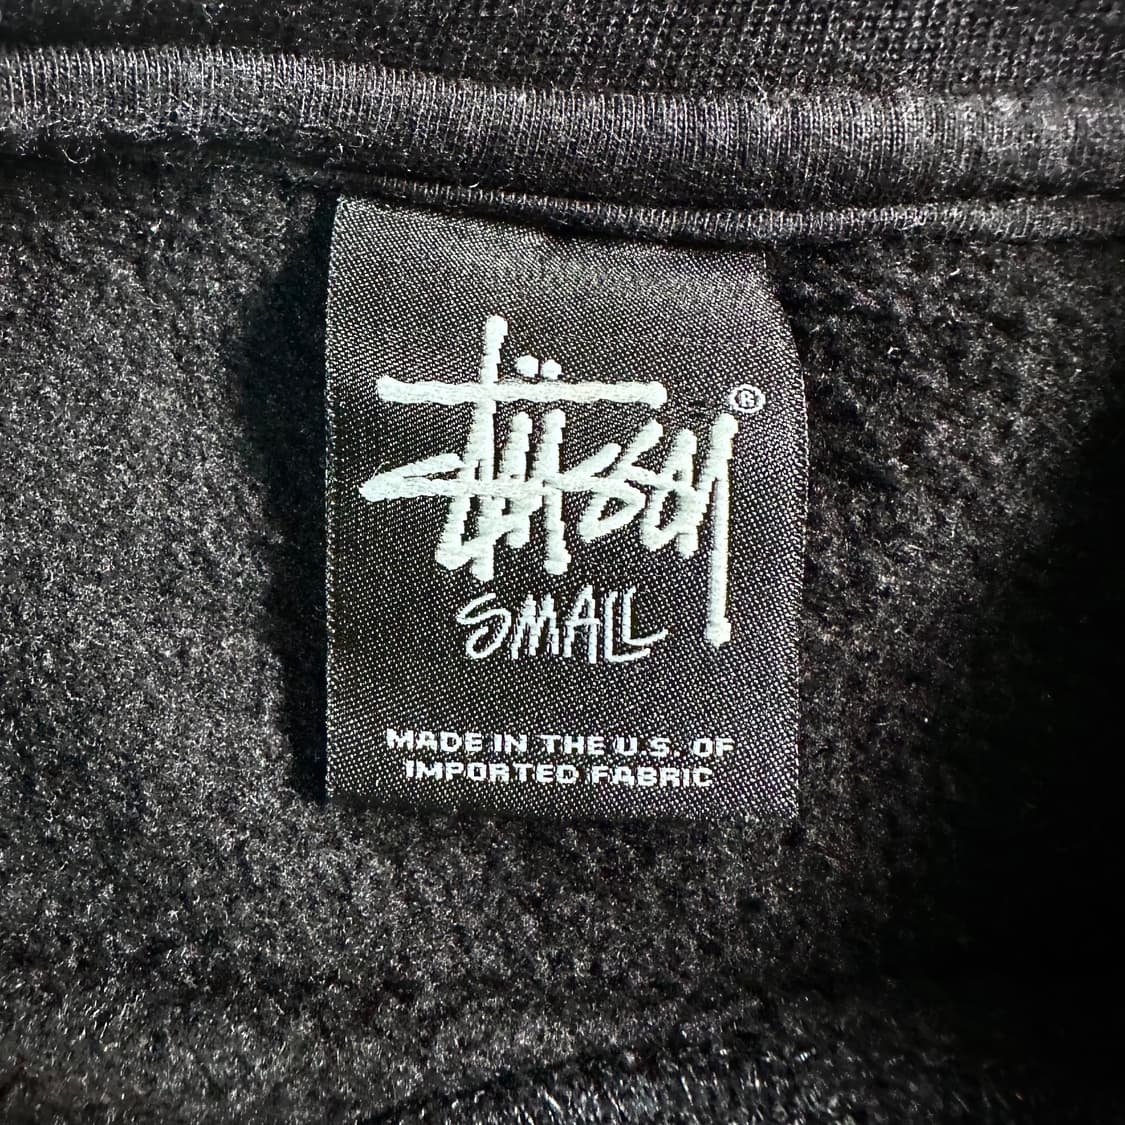 Stüssy®
SMALL
MADE IN THE U.S. OF
IMPORTED FABRIC